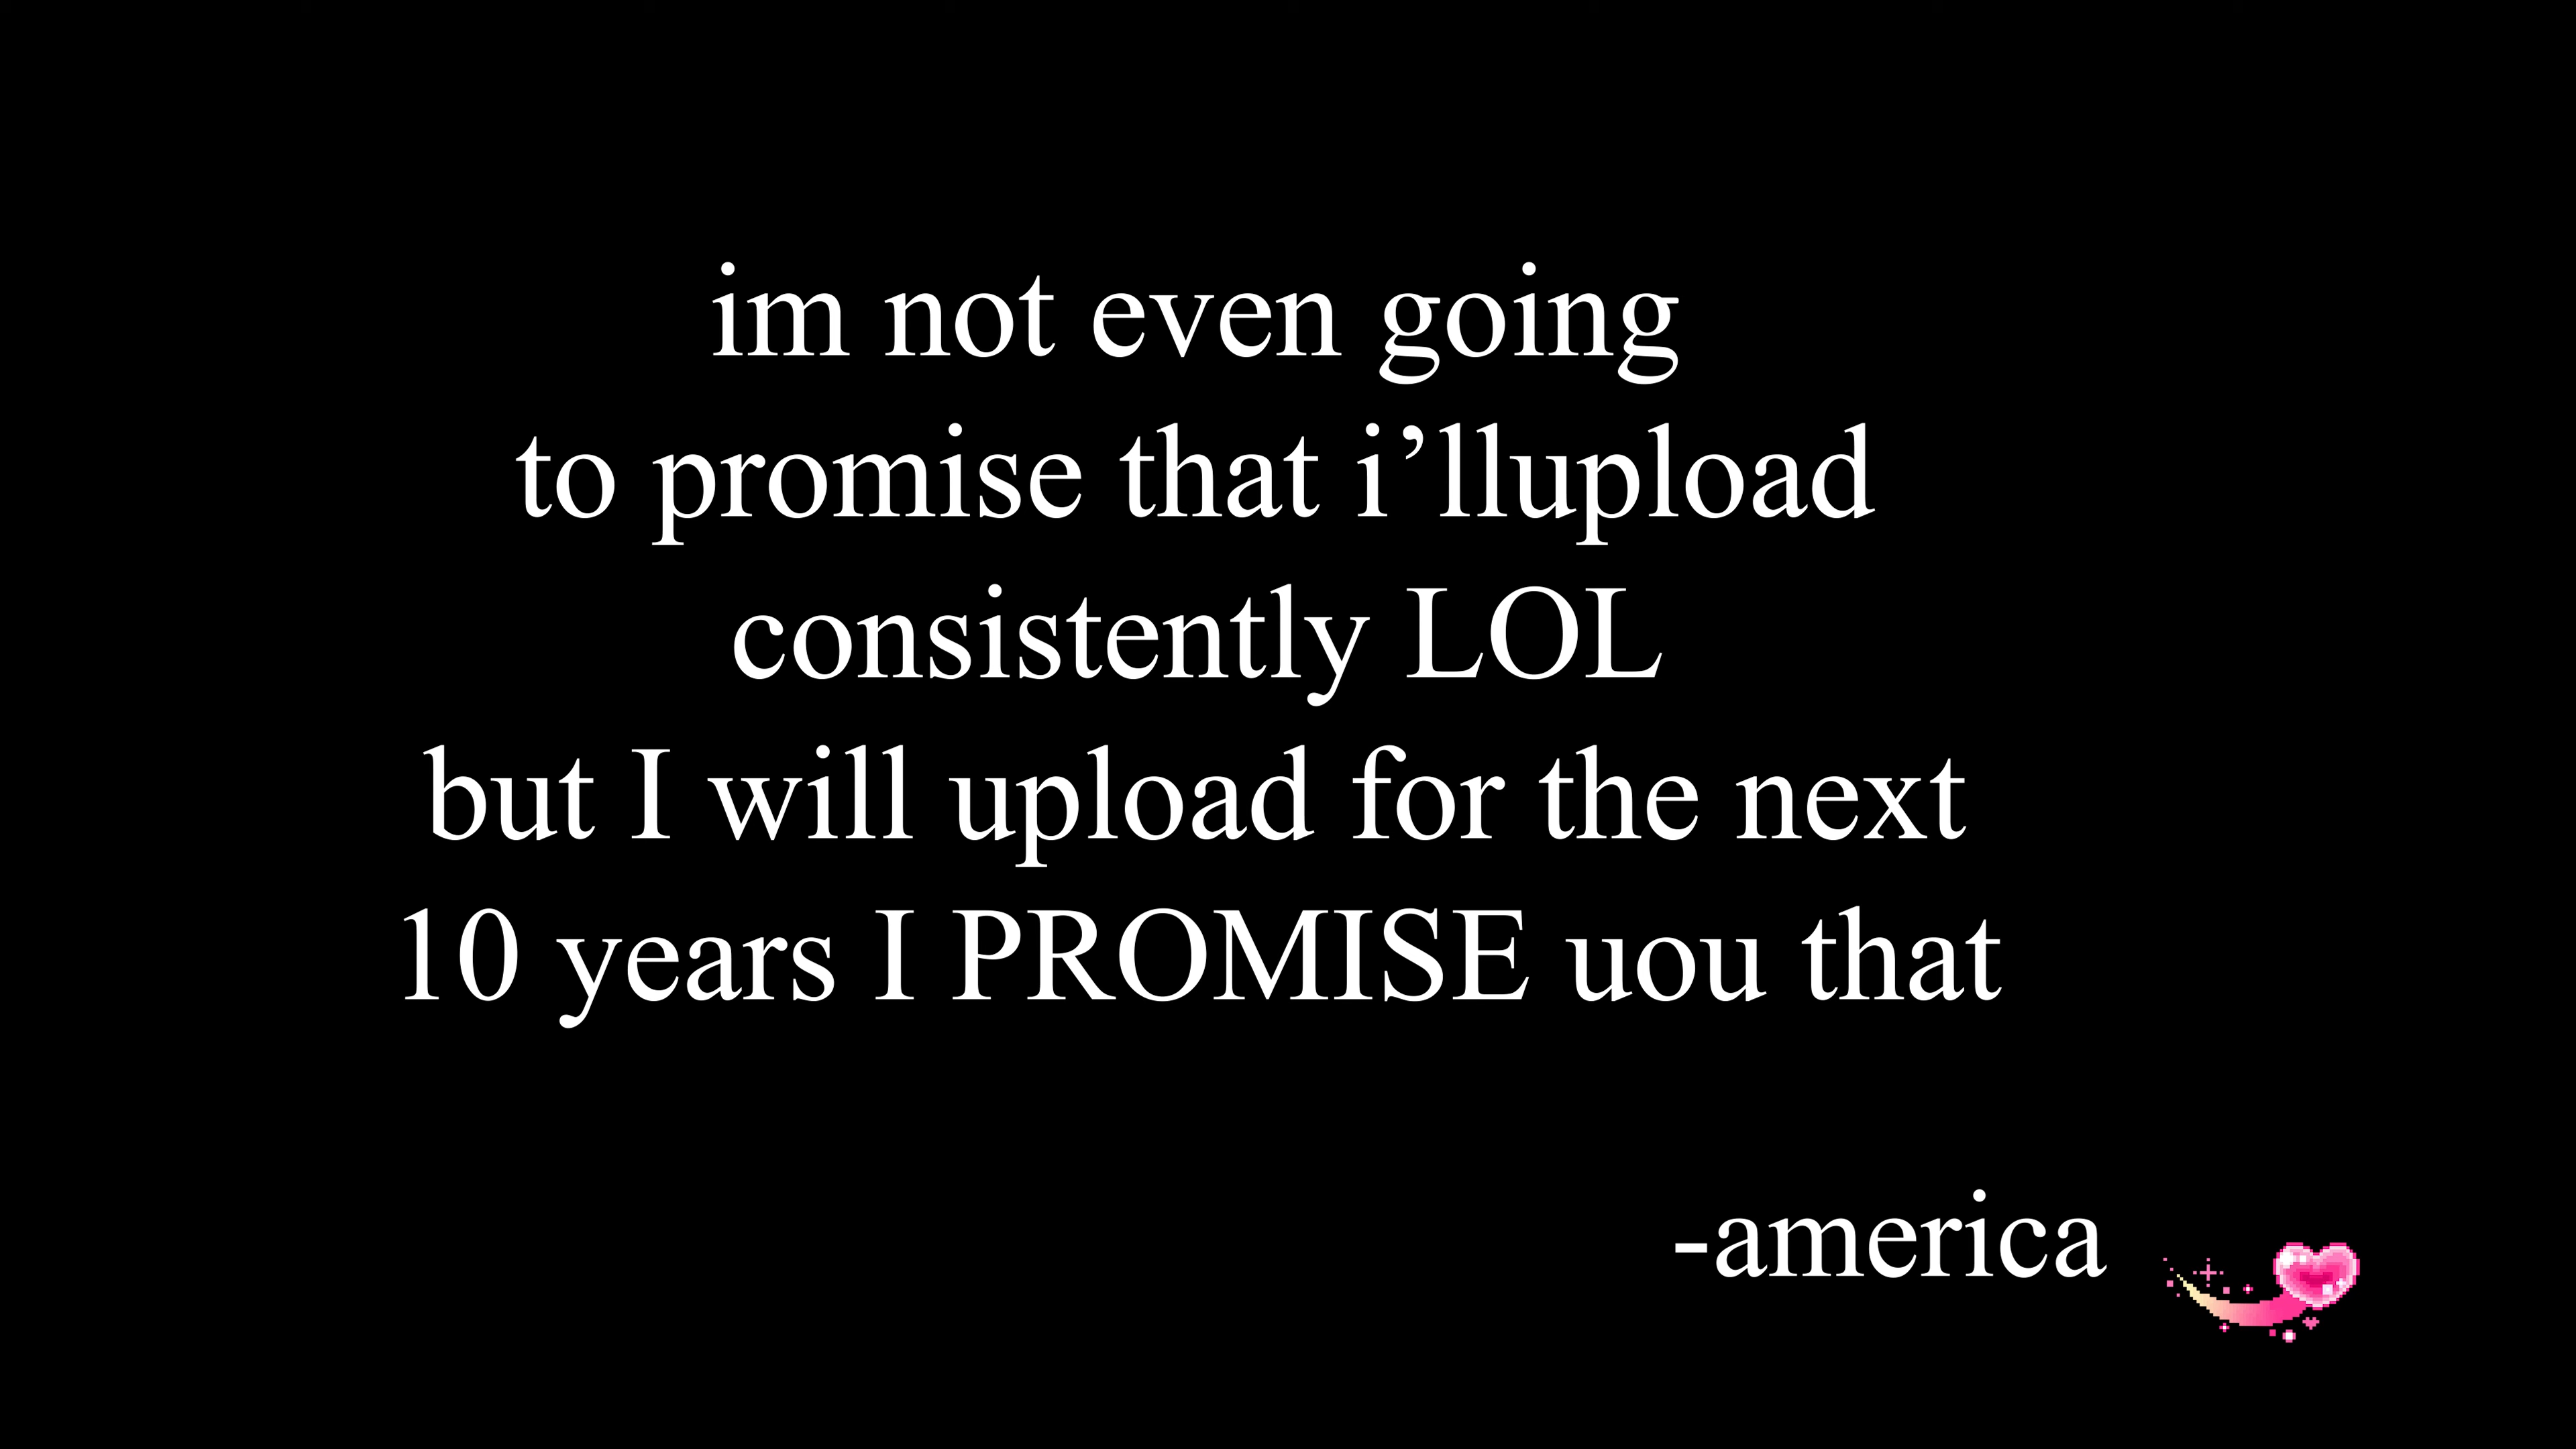 im not even going
to promise that i’llupload
consistently LOL
but I will upload for the next
10 years I PROMISE uou that
-america